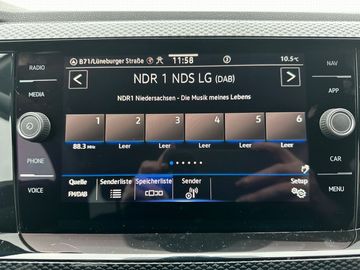 B71/Lüneburger Straße 11:58 10.5°C
RADIO
NAV
NDR 1 NDS LG (DAB)
MEDIA
APP
NDR1 Niedersachsen - Die Musik meines Lebens
1 2 3 4 5 6
88.3 MHz Leer Leer Leer Leer Leer
PHONE
CAR
Quelle Senderliste Speicherliste Sender Setup
VOICE
MENU
FM/DAB